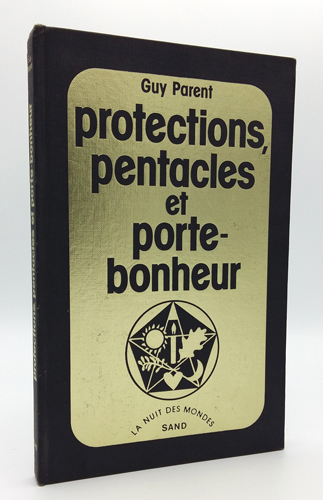 Guy Parent
protections,
pentacles
et
porte-
bonheur
LA NUIT DES MONDES
SAND